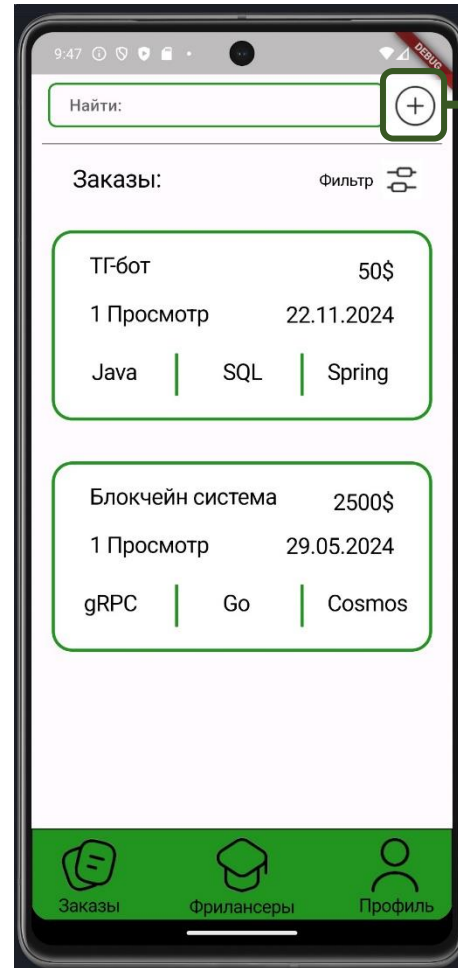 9:47
DEBUG
Найти:
Заказы:
Фильтр
ТГ-бот 50$
1 Просмотр 22.11.2024
Java SQL Spring
Блокчейн система 2500$
1 Просмотр 29.05.2024
gRPC Go Cosmos
Заказы Фрилансеры Профиль